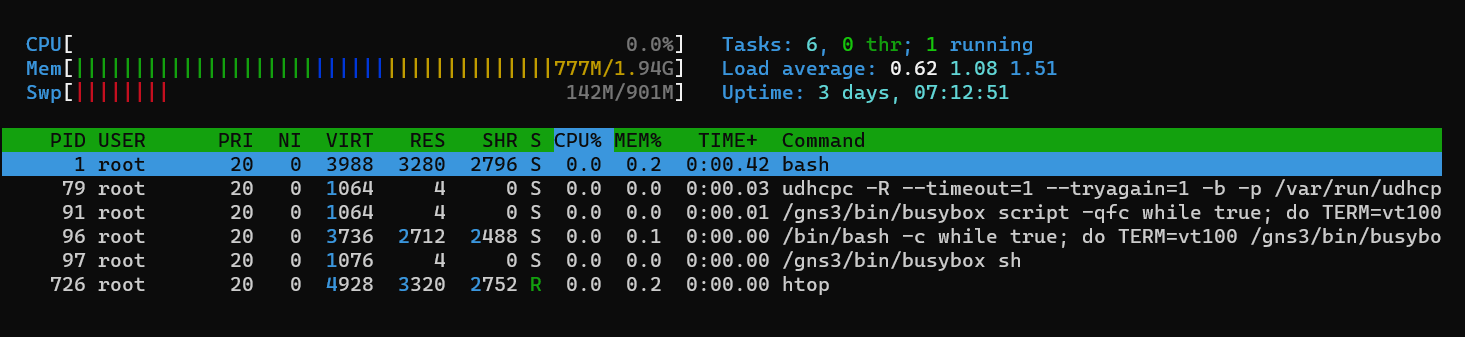 CPU[ 0.0%] Tasks: 6, 0 thr; 1 running
Mem[||||||||||||||||||||||||||||||||||||||||777M/1.94G] Load average: 0.62 1.08 1.51
Swp[|||||||| 142M/901M] Uptime: 3 days, 07:12:51
PID USER PRI NI VIRT RES SHR S CPU% MEM% TIME+ Command
1 root 20 0 3988 3280 2796 S 0.0 0.2 0:00.42 bash
79 root 20 0 1064 4 0 S 0.0 0.0 0:00.03 udhcpc -R --timeout=1 --tryagain=1 -b -p /var/run/udhcp
91 root 20 0 1064 4 0 S 0.0 0.0 0:00.01 /gns3/bin/busybox script -qfc while true; do TERM=vt100
96 root 20 0 3736 2712 2488 S 0.0 0.1 0:00.00 /bin/bash -c while true; do TERM=vt100 /gns3/bin/busybo
97 root 20 0 1076 4 0 S 0.0 0.0 0:00.00 /gns3/bin/busybox sh
726 root 20 0 4928 3320 2752 R 0.0 0.2 0:00.00 htop